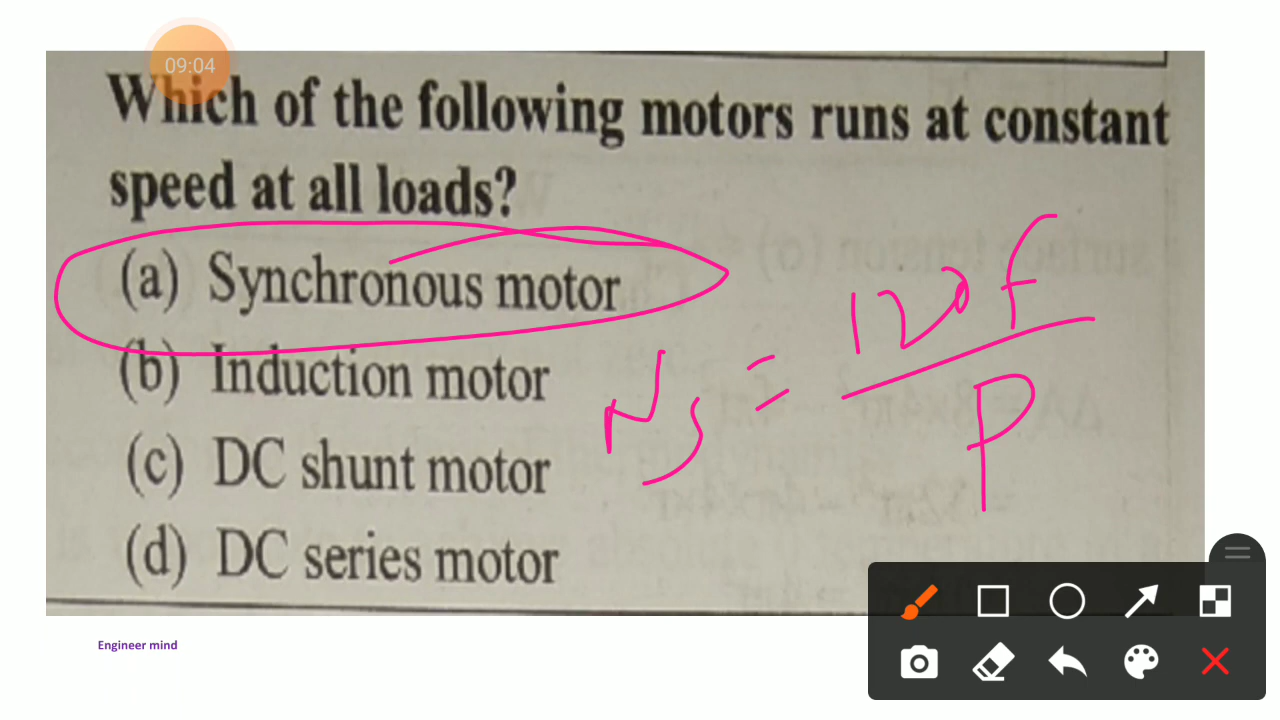 09:04
Which of the following motors runs at constant
speed at all loads?
(a) Synchronous motor
(b) Induction motor
(c) DC shunt motor
(d) DC series motor
Ns = 120f
P
Engineer mind